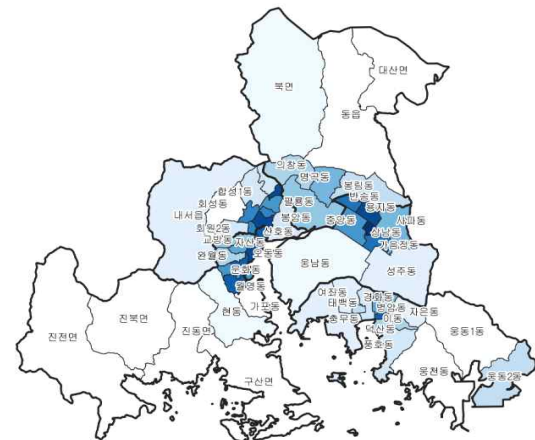 대산면
북면
동읍
의창동
명곡동
합성1동
봉림동
회성동
팔룡동
반송동
내서읍
용지동
봉암동
중앙동
사파동
회원2동
산호동
상남동
교방동
자산동
가음정동
오동동
완월동
성주동
문화동
웅남동
월영동
여좌동
경화동
가포동
태백동
병암동
현동
충무동
이동
자은동
웅동1동
진북면
진전면
진동면
덕산동
풍호동
웅천동
웅동2동
구산면